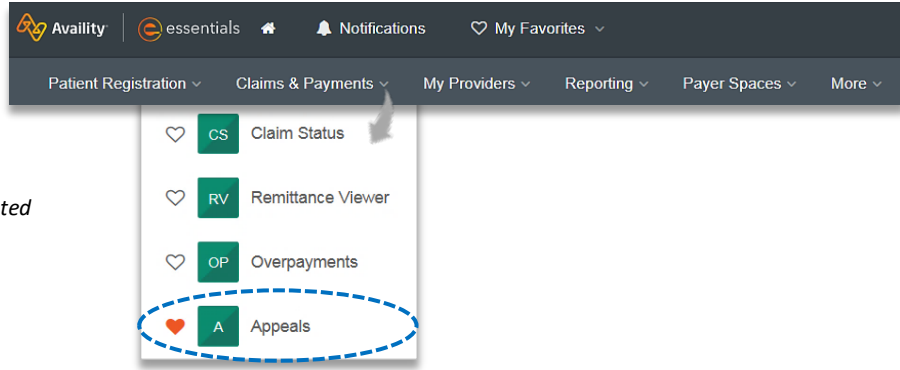 Availity essentials Notifications My Favorites
Patient Registration Claims & Payments My Providers Reporting Payer Spaces More
CS Claim Status
RV Remittance Viewer
ted
OP Overpayments
A Appeals